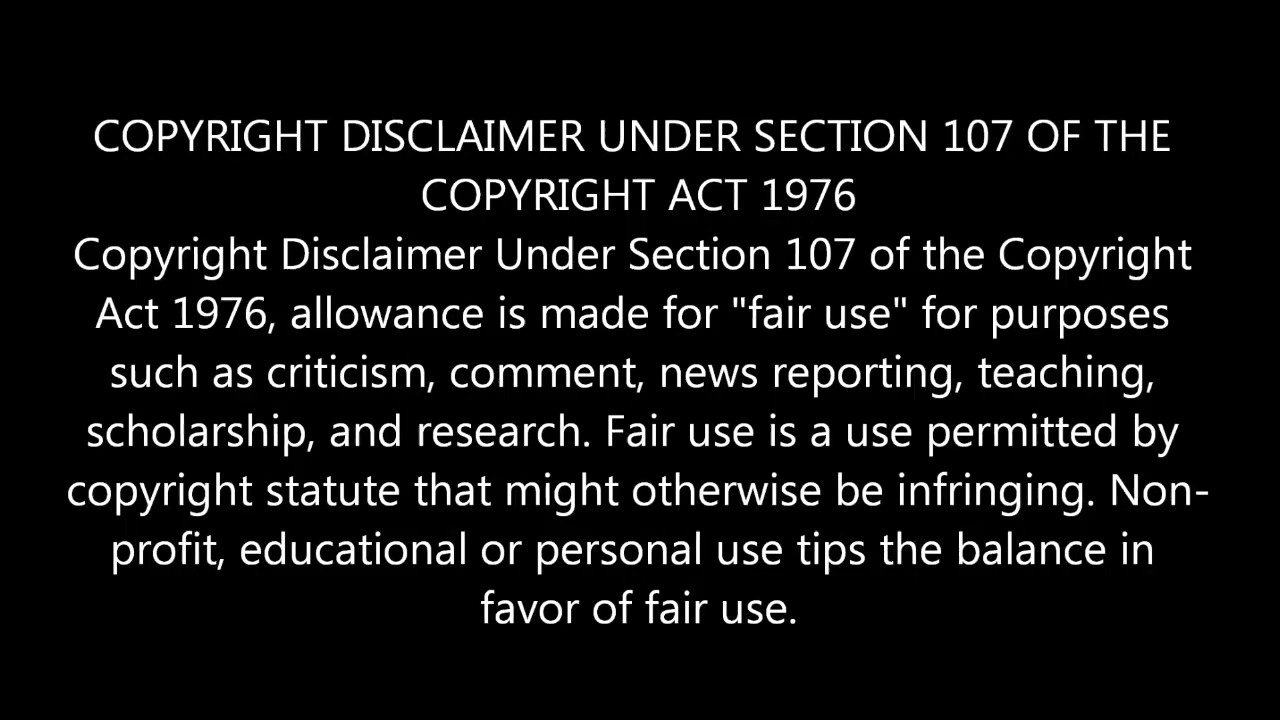 COPYRIGHT DISCLAIMER UNDER SECTION 107 OF THE
COPYRIGHT ACT 1976
Copyright Disclaimer Under Section 107 of the Copyright
Act 1976, allowance is made for "fair use" for purposes
such as criticism, comment, news reporting, teaching,
scholarship, and research. Fair use is a use permitted by
copyright statute that might otherwise be infringing. Non-
profit, educational or personal use tips the balance in
favor of fair use.